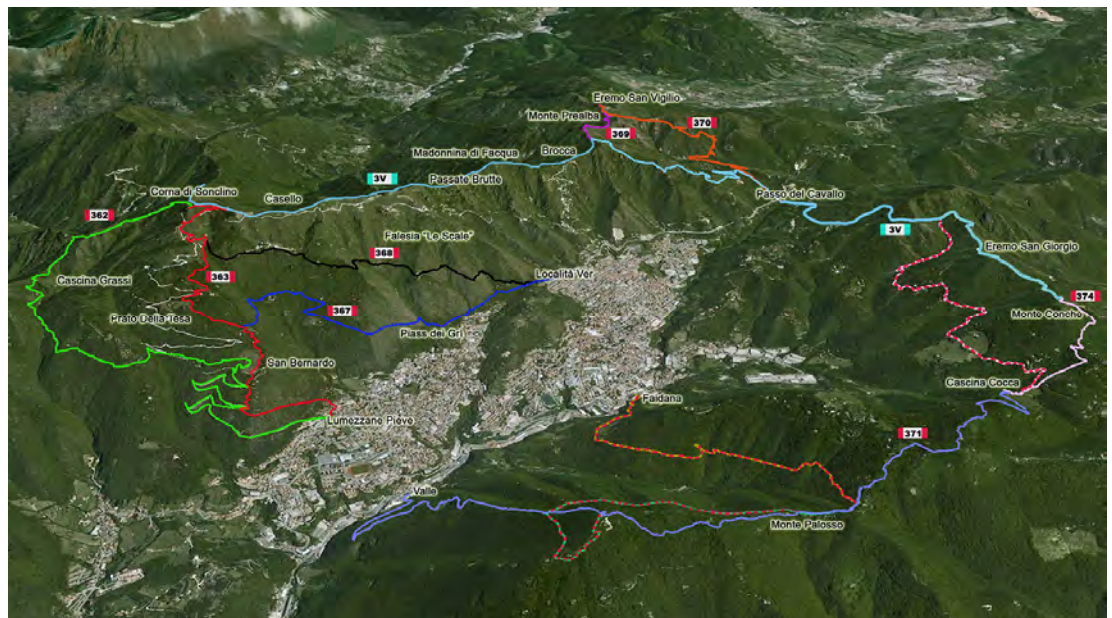 Eremo San Vigilio
Monte Prealba
370
369
Madonnina di Facqua
Brocca
3V
Passate Brutte
Corna di Sonclino
Casello
Passo del Cavallo
362
3V
Falesia "Le Scale"
Eremo San Giorgio
368
363
Cascina Grassi
Località Ver
374
367
Monte Conche
Prato Della Tesa
Piass dei Grì
San Bernardo
Cascina Cocca
Faidana
Lumezzane Pieve
371
Valle
Monte Palosso